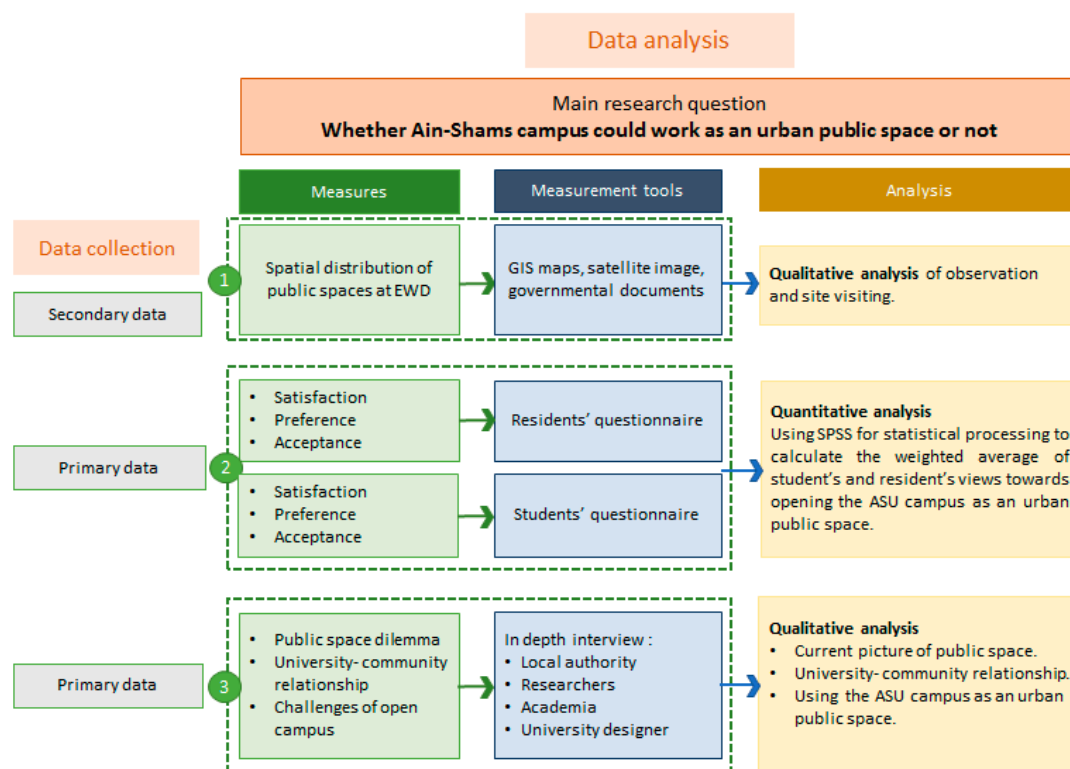 Data analysis
Main research question
Whether Ain-Shams campus could work as an urban public space or not
Measures
Measurement tools
Analysis
Data collection
Secondary data
1
Spatial distribution of
public spaces at EWD
GIS maps, satellite image,
governmental documents
Qualitative analysis of observation
and site visiting.
Primary data
2
• Satisfaction
• Preference
• Acceptance
Residents' questionnaire
• Satisfaction
• Preference
• Acceptance
Students' questionnaire
Quantitative analysis
Using SPSS for statistical processing to
calculate the weighted average of
student's and resident's views towards
opening the ASU campus as an urban
public space.
Primary data
3
• Public space dilemma
• University- community
relationship
• Challenges of open
campus
In depth interview :
• Local authority
• Researchers
• Academia
• University designer
Qualitative analysis
• Current picture of public space.
• University- community relationship.
• Using the ASU campus as an urban
public space.